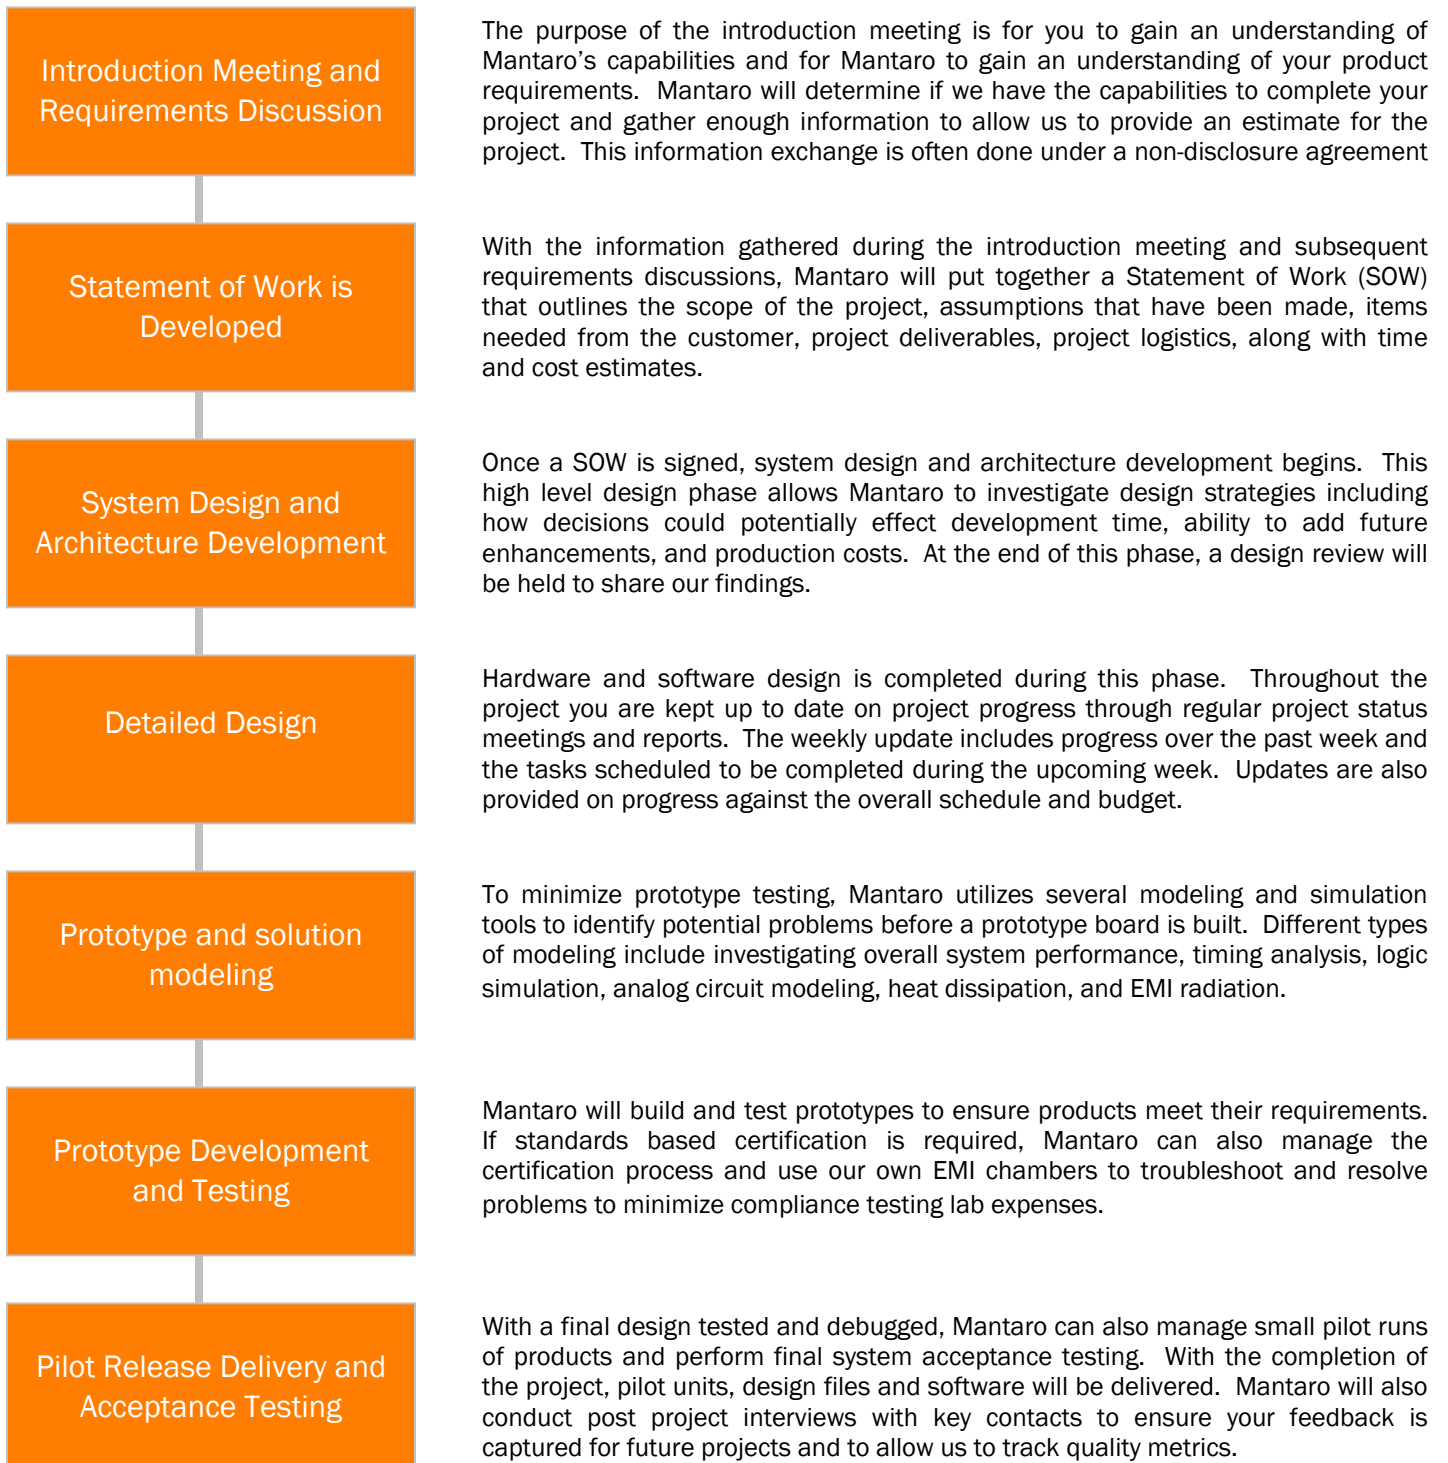 Introduction Meeting and
Requirements Discussion
The purpose of the introduction meeting is for you to gain an understanding of
Mantaro’s capabilities and for Mantaro to gain an understanding of your product
requirements. Mantaro will determine if we have the capabilities to complete your
project and gather enough information to allow us to provide an estimate for the
project. This information exchange is often done under a non-disclosure agreement
Statement of Work is
Developed
With the information gathered during the introduction meeting and subsequent
requirements discussions, Mantaro will put together a Statement of Work (SOW)
that outlines the scope of the project, assumptions that have been made, items
needed from the customer, project deliverables, project logistics, along with time
and cost estimates.
System Design and
Architecture Development
Once a SOW is signed, system design and architecture development begins. This
high level design phase allows Mantaro to investigate design strategies including
how decisions could potentially effect development time, ability to add future
enhancements, and production costs. At the end of this phase, a design review will
be held to share our findings.
Detailed Design
Hardware and software design is completed during this phase. Throughout the
project you are kept up to date on project progress through regular project status
meetings and reports. The weekly update includes progress over the past week and
the tasks scheduled to be completed during the upcoming week. Updates are also
provided on progress against the overall schedule and budget.
Prototype and solution
modeling
To minimize prototype testing, Mantaro utilizes several modeling and simulation
tools to identify potential problems before a prototype board is built. Different types
of modeling include investigating overall system performance, timing analysis, logic
simulation, analog circuit modeling, heat dissipation, and EMI radiation.
Prototype Development
and Testing
Mantaro will build and test prototypes to ensure products meet their requirements.
If standards based certification is required, Mantaro can also manage the
certification process and use our own EMI chambers to troubleshoot and resolve
problems to minimize compliance testing lab expenses.
Pilot Release Delivery and
Acceptance Testing
With a final design tested and debugged, Mantaro can also manage small pilot runs
of products and perform final system acceptance testing. With the completion of
the project, pilot units, design files and software will be delivered. Mantaro will also
conduct post project interviews with key contacts to ensure your feedback is
captured for future projects and to allow us to track quality metrics.